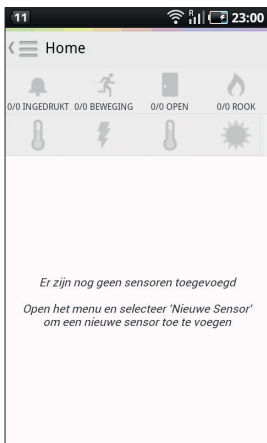 11
R
23:00
Home
0/0 INGEDRUKT 0/0 BEWEGING 0/0 OPEN 0/0 ROOK
Er zijn nog geen sensoren toegevoegd
Open het menu en selecteer 'Nieuwe Sensor'
om een nieuwe sensor toe te voegen